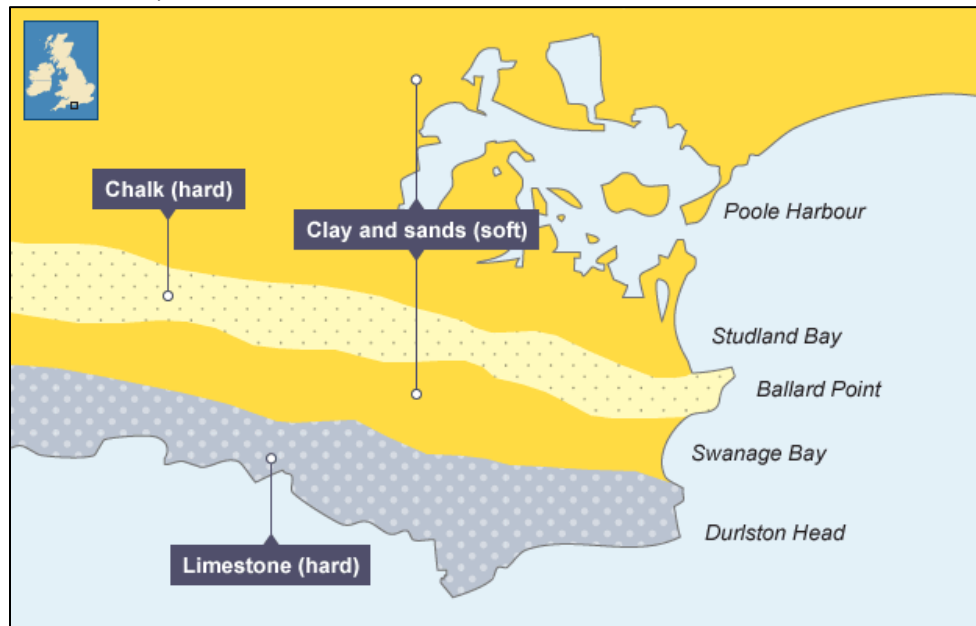 Chalk (hard)
Clay and sands (soft)
Poole Harbour
Studland Bay
Ballard Point
Swanage Bay
Durlston Head
Limestone (hard)